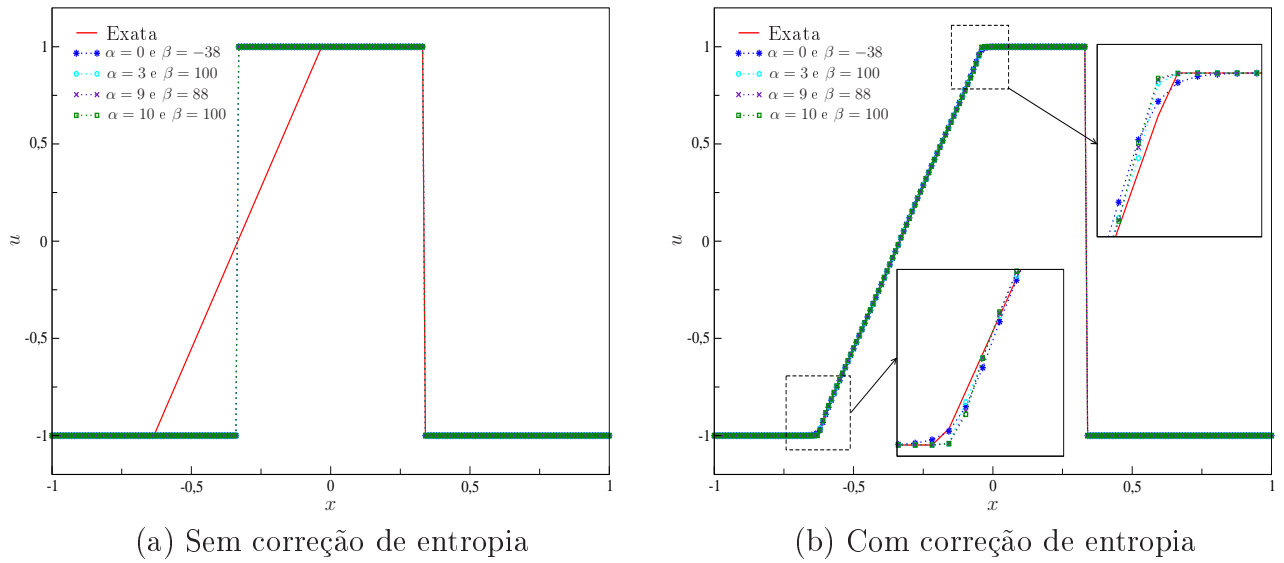 Exata
α = 0 e β = −38
α = 3 e β = 100
α = 9 e β = 88
α = 10 e β = 100
1
0,5
0
-0,5
-1
u
-1
-0,5
0
0,5
1
x
(a) Sem correção de entropia
Exata
α = 0 e β = −38
α = 3 e β = 100
α = 9 e β = 88
α = 10 e β = 100
1
0,5
0
-0,5
-1
u
-1
-0,5
0
0,5
1
x
(b) Com correção de entropia